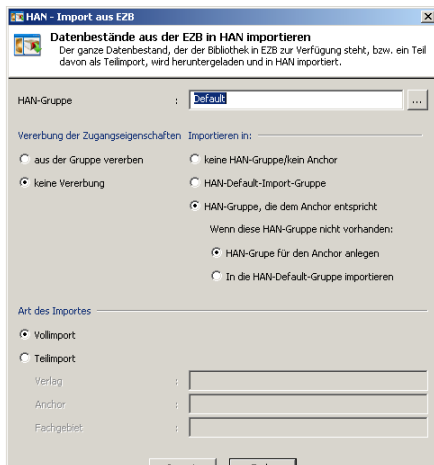 HAN - Import aus EZB
Datenbestände aus der EZB in HAN importieren
Der ganze Datenbestand, der der Bibliothek in EZB zur Verfügung steht, bzw. ein Teil
davon als Teilimport, wird heruntergeladen und in HAN importiert.
HAN-Gruppe : Default ...
Vererbung der Zugangseigenschaften Importieren in:
aus der Gruppe vererben keine HAN-Gruppe/kein Anchor
keine Vererbung HAN-Default-Import-Gruppe
HAN-Gruppe, die dem Anchor entspricht
Wenn diese HAN-Gruppe nicht vorhanden:
HAN-Grupe für den Anchor anlegen
In die HAN-Default-Gruppe importieren
Art des Importes
Vollimport
Teilimport
Verlag :
Anchor :
Fachgebiet :